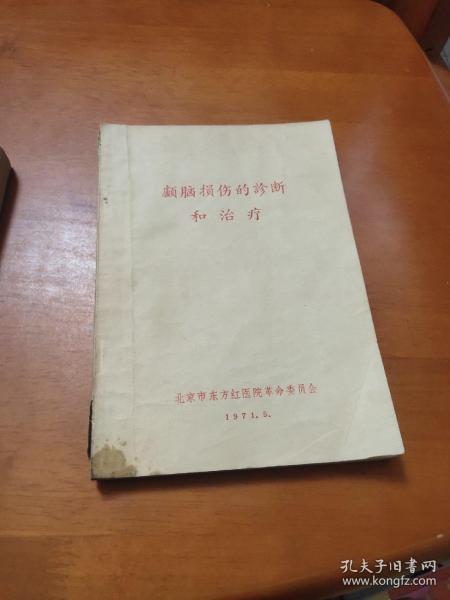 颅脑损伤的診断
和治疗
北京市东方红医院革命委员会
1971.5.
孔夫子旧书网
www.kongfz.com